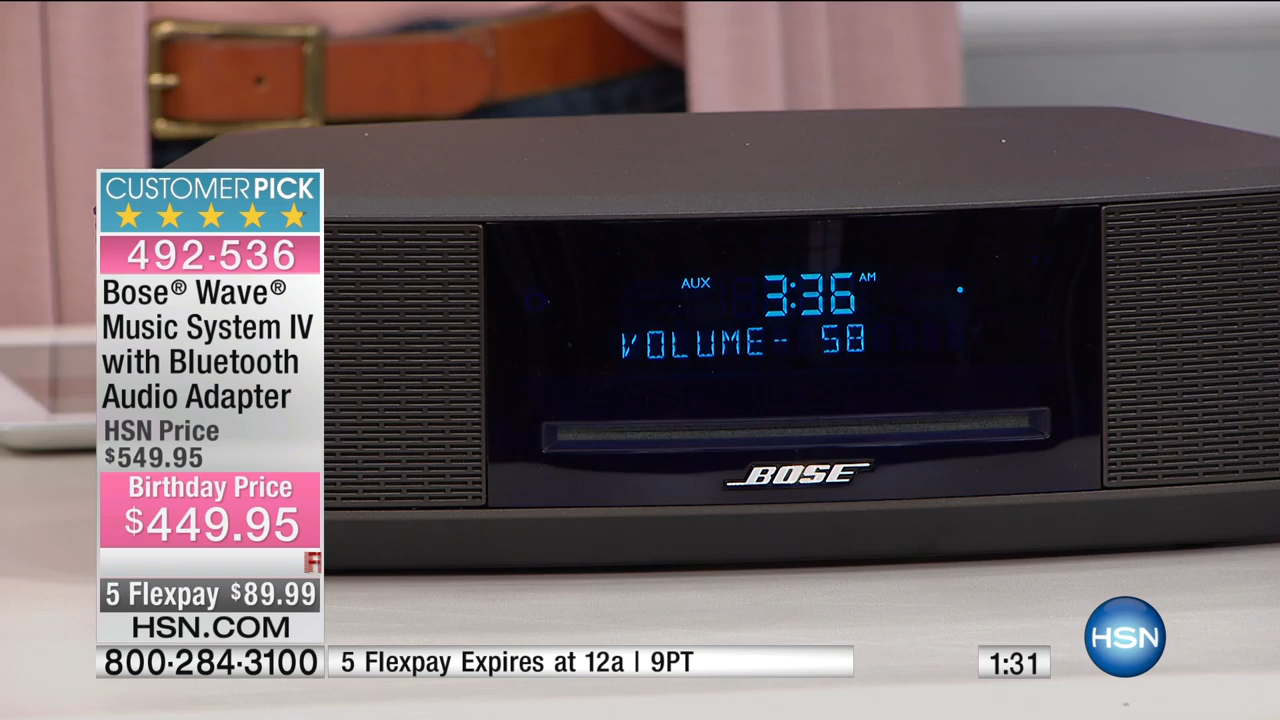 CUSTOMERPICK
492·536
Bose® Wave®
Music System IV
with Bluetooth
Audio Adapter
HSN Price
$549.95
Birthday Price
$449.95
5 Flexpay $89.99
HSN.COM
800·284·3100
5 Flexpay Expires at 12a | 9PT
1:31
HSN
AUX 3:36 AM
VOLUME- 58
BOSE